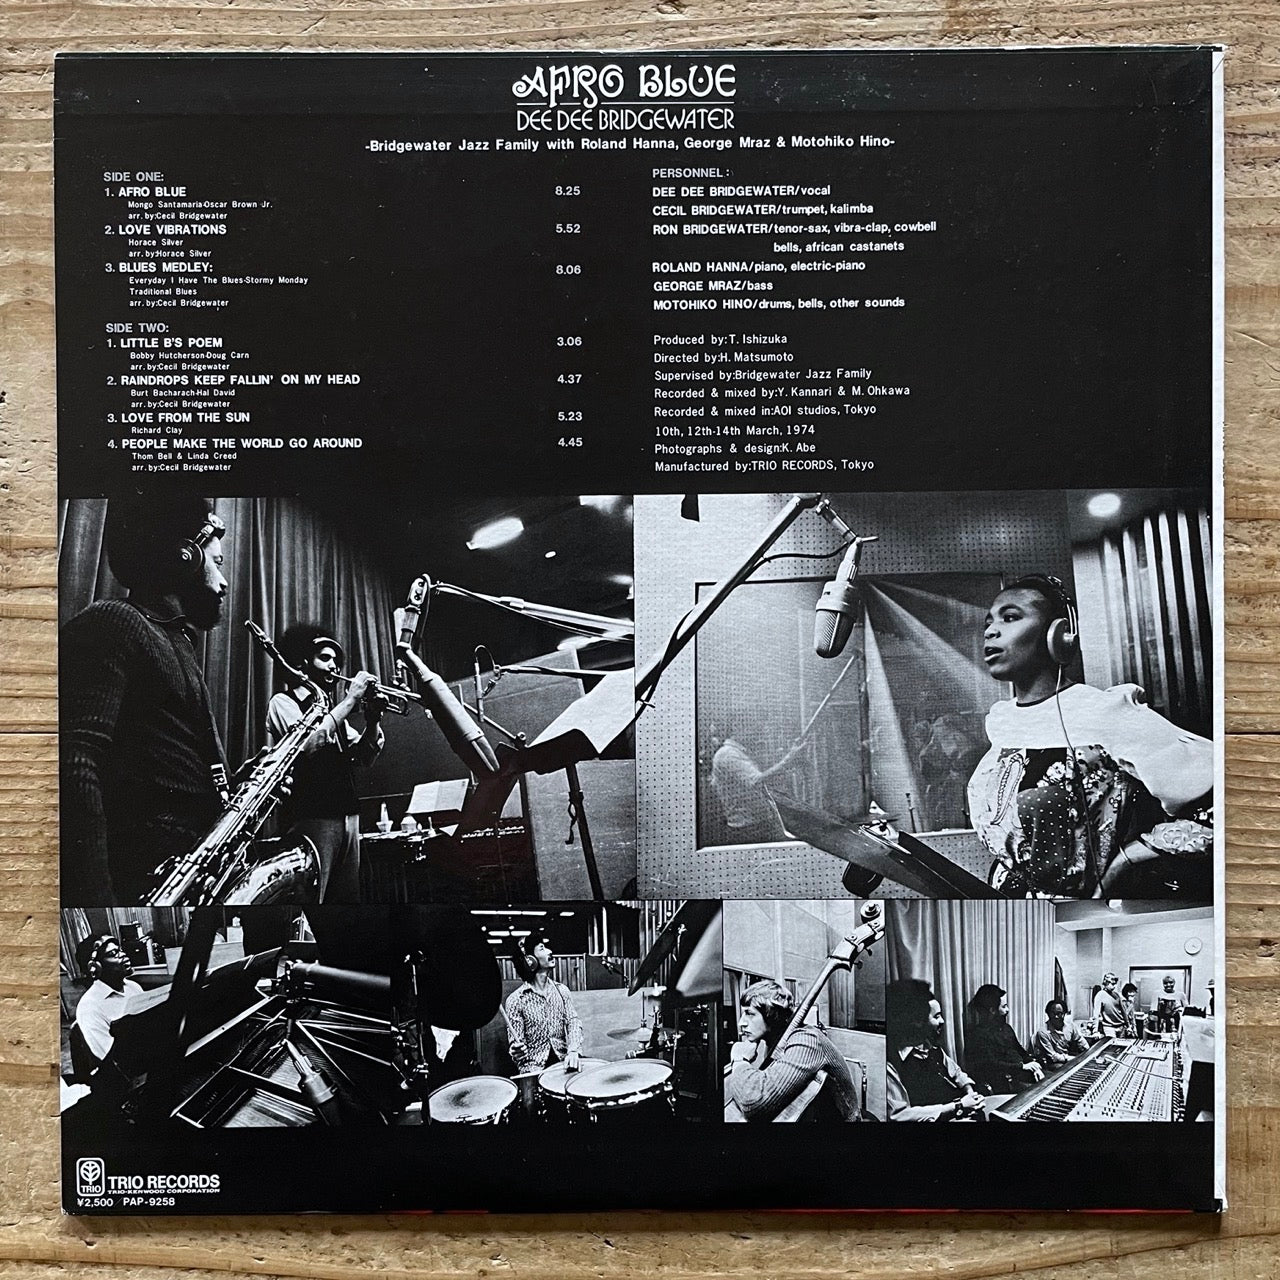 AFRO BLUE
DEE DEE BRIDGEWATER
-Bridgewater Jazz Family with Roland Hanna, George Mraz & Motohiko Hino-
SIDE ONE:
1. AFRO BLUE 8.25
Mongo Santamaria-Oscar Brown Jr.
arr. by:Cecil Bridgewater
2. LOVE VIBRATIONS 5.52
Horace Silver
arr. by:Horace Silver
3. BLUES MEDLEY: 8.06
Everyday I Have The Blues-Stormy Monday
Traditional Blues
arr. by:Cecil Bridgewater
SIDE TWO:
1. LITTLE B'S POEM 3.06
Bobby Hutcherson-Doug Carn
arr. by:Cecil Bridgewater
2. RAINDROPS KEEP FALLIN' ON MY HEAD 4.37
Burt Bacharach-Hal David
arr. by:Cecil Bridgewater
3. LOVE FROM THE SUN 5.23
Richard Clay
4. PEOPLE MAKE THE WORLD GO AROUND 4.45
Thom Bell & Linda Creed
arr. by:Cecil Bridgewater
PERSONNEL:
DEE DEE BRIDGEWATER/vocal
CECIL BRIDGEWATER/trumpet, kalimba
RON BRIDGEWATER/tenor-sax, vibra-clap, cowbell
bells, african castanets
ROLAND HANNA/piano, electric-piano
GEORGE MRAZ/bass
MOTOHIKO HINO/drums, bells, other sounds
Produced by:T. Ishizuka
Directed by:H. Matsumoto
Supervised by:Bridgewater Jazz Family
Recorded & mixed by:Y. Kannari & M. Ohkawa
Recorded & mixed in:AOI studios, Tokyo
10th, 12th-14th March, 1974
Photographs & design:K. Abe
Manufactured by:TRIO RECORDS, Tokyo
TRIO
TRIO RECORDS
TRIO-KENWOOD CORPORATION
¥2,500 PAP-9258